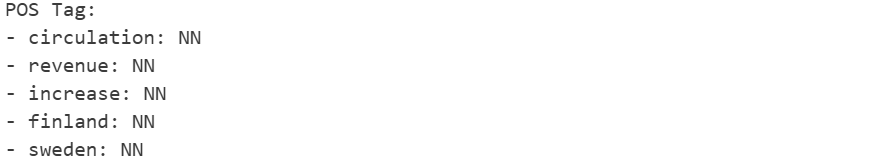 POS Tag:
- circulation: NN
- revenue: NN
- increase: NN
- finland: NN
- sweden: NN